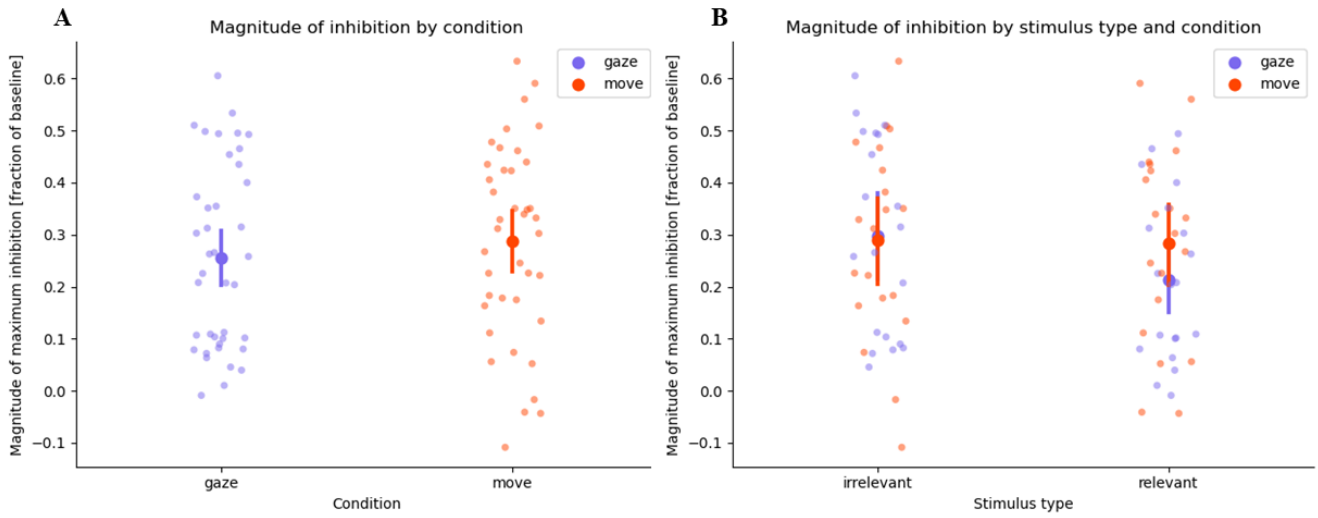 A
Magnitude of inhibition by condition
Magnitude of maximum inhibition [fraction of baseline]
0.6
0.5
0.4
0.3
0.2
0.1
0.0
−0.1
gaze
move
gaze
move
Condition
B
Magnitude of inhibition by stimulus type and condition
Magnitude of maximum inhibition [fraction of baseline]
0.6
0.5
0.4
0.3
0.2
0.1
0.0
−0.1
gaze
move
irrelevant
relevant
Stimulus type